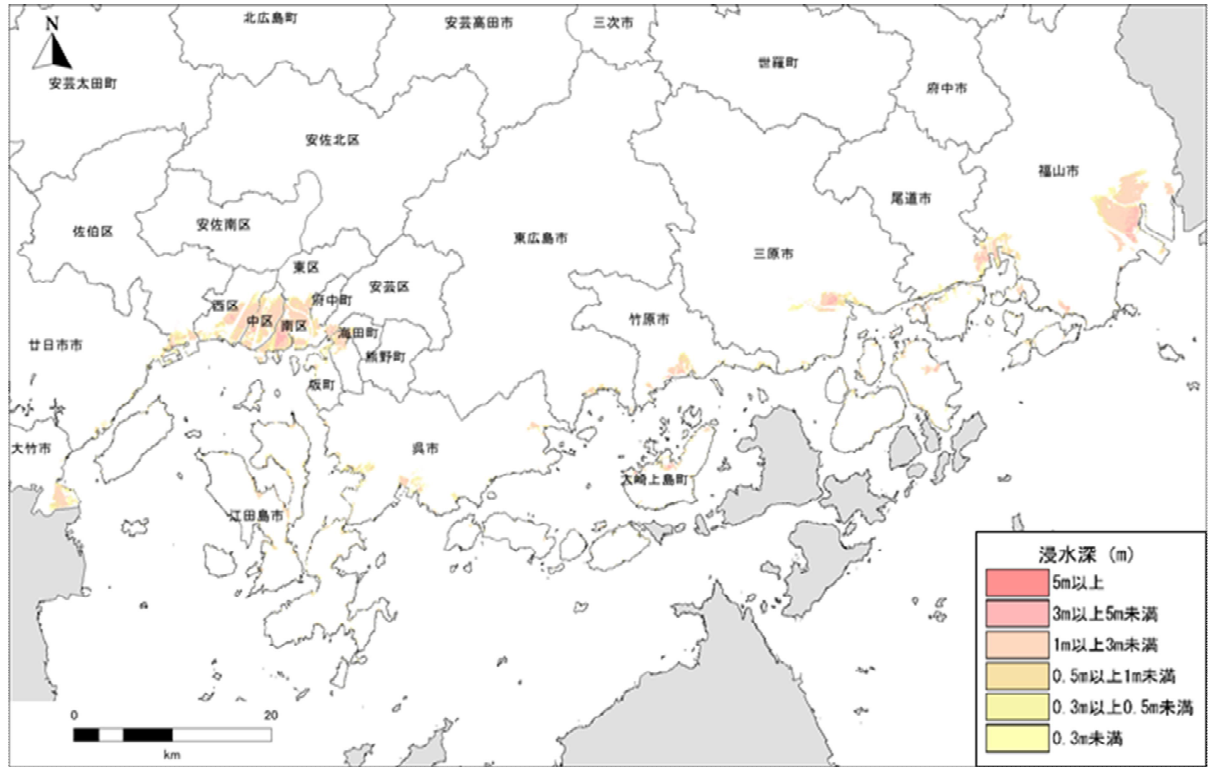 北広島町
安芸高田市
三次市
N
世羅町
安芸太田町
府中市
安佐北区
福山市
尾道市
安佐南区
佐伯区
東広島市
三原市
東区
安芸区
府中町
西区
中区
南区
竹原市
海田町
廿日市市
熊野町
坂町
大竹市
呉市
大崎上島町
江田島市
浸水深 (m)
5m以上
3m以上5m未満
1m以上3m未満
0.5m以上1m未満
0.3m以上0.5m未満
0.3m未満
0 20
km